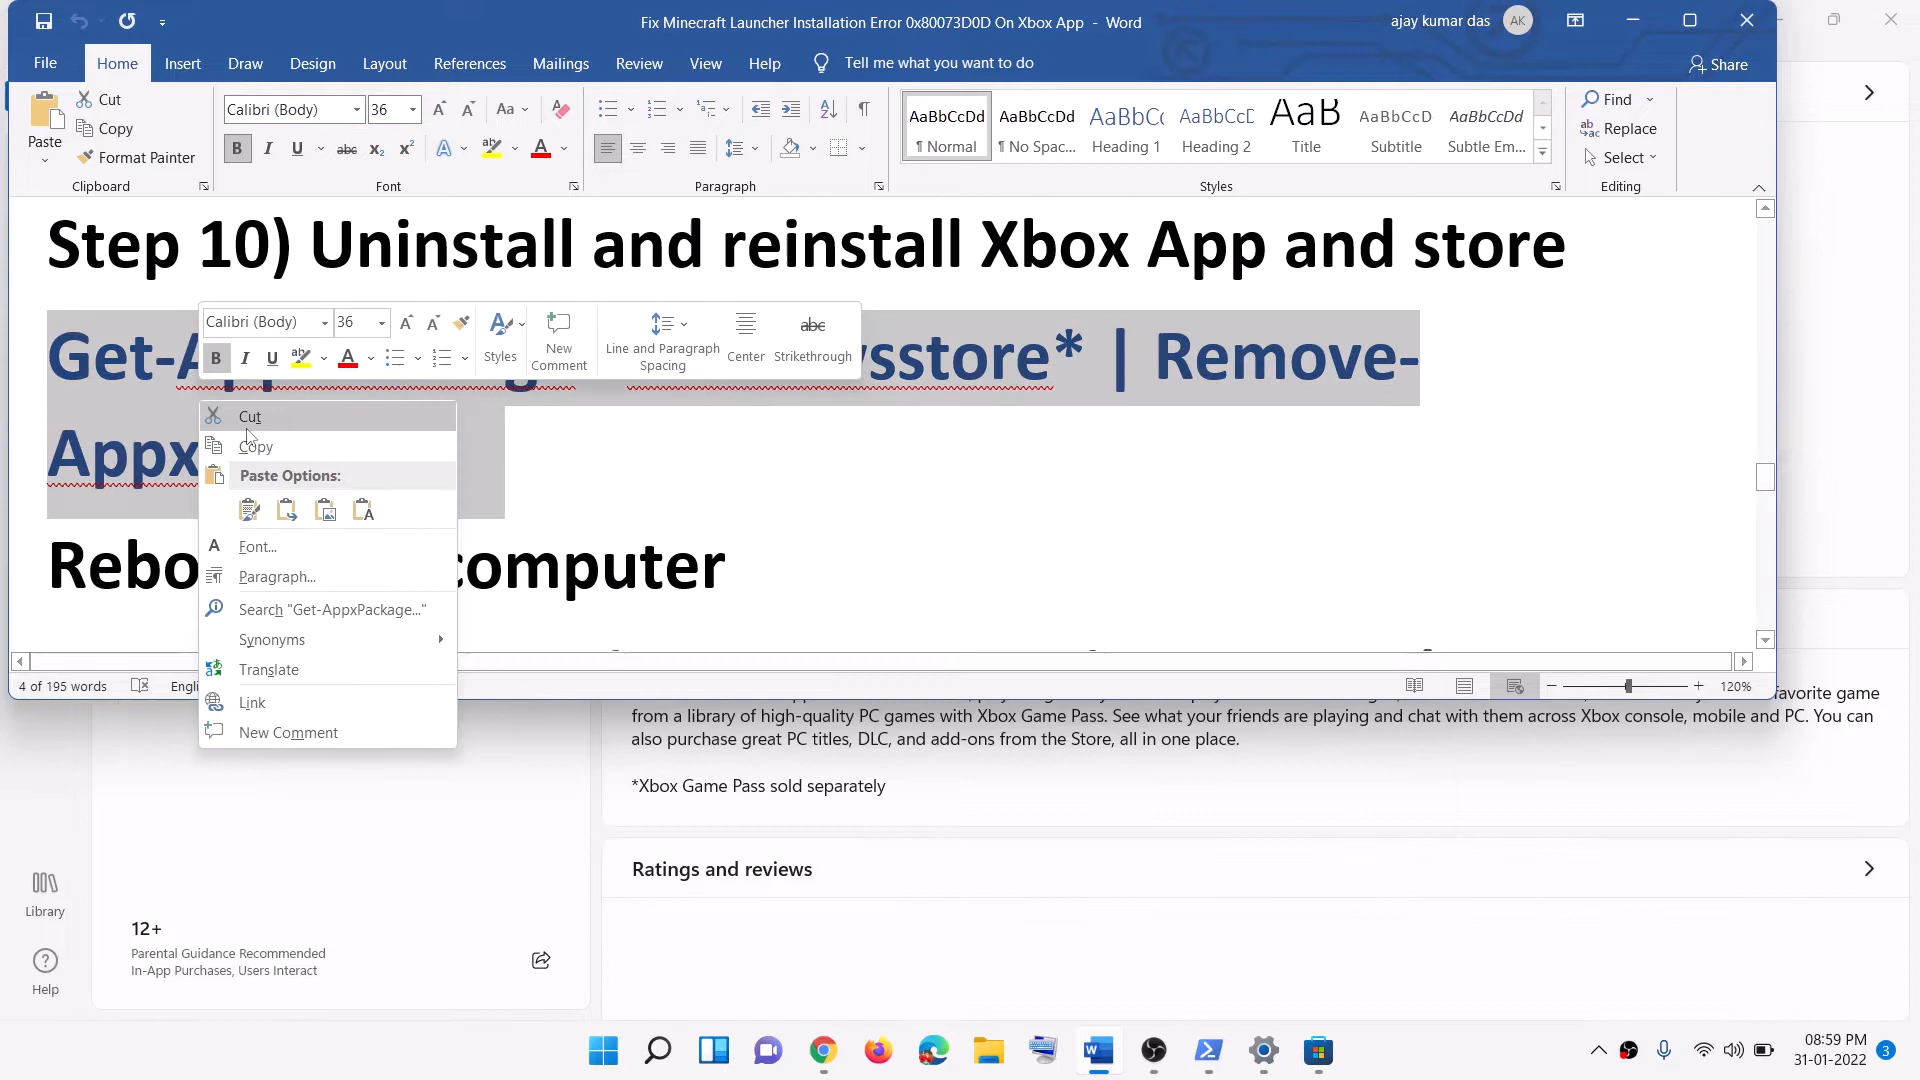 Fix Minecraft Launcher Installation Error 0x80073D0D On Xbox App - Word
ajay kumar das
AK
File
Home
Insert
Draw
Design
Layout
References
Mailings
Review
View
Help
Tell me what you want to do
Share
Paste
Cut
Copy
Format Painter
Clipboard
Calibri (Body)
36
Font
Paragraph
AaBbCcDd
¶ Normal
AaBbCcDd
¶ No Spac...
AaBbCc
Heading 1
AaBbCcD
Heading 2
AaB
Title
AaBbCcD
Subtitle
AaBbCcDd
Subtle Em...
Styles
Find
Replace
Select
Editing
Step 10) Uninstall and reinstall Xbox App and store
Calibri (Body)
36
Styles
New Comment
Line and Paragraph Spacing
Center
Strikethrough
sstore* | Remove-
Appx
Cut
Copy
Paste Options:
Font...
Paragraph...
Search "Get-AppxPackage..."
Synonyms
Translate
Link
New Comment
computer
4 of 195 words
120%
favorite game
from a library of high-quality PC games with Xbox Game Pass. See what your friends are playing and chat with them across Xbox console, mobile and PC. You can
also purchase great PC titles, DLC, and add-ons from the Store, all in one place.
*Xbox Game Pass sold separately
Ratings and reviews
Library
Help
12+
Parental Guidance Recommended
In-App Purchases, Users Interact
08:59 PM
31-01-2022
3